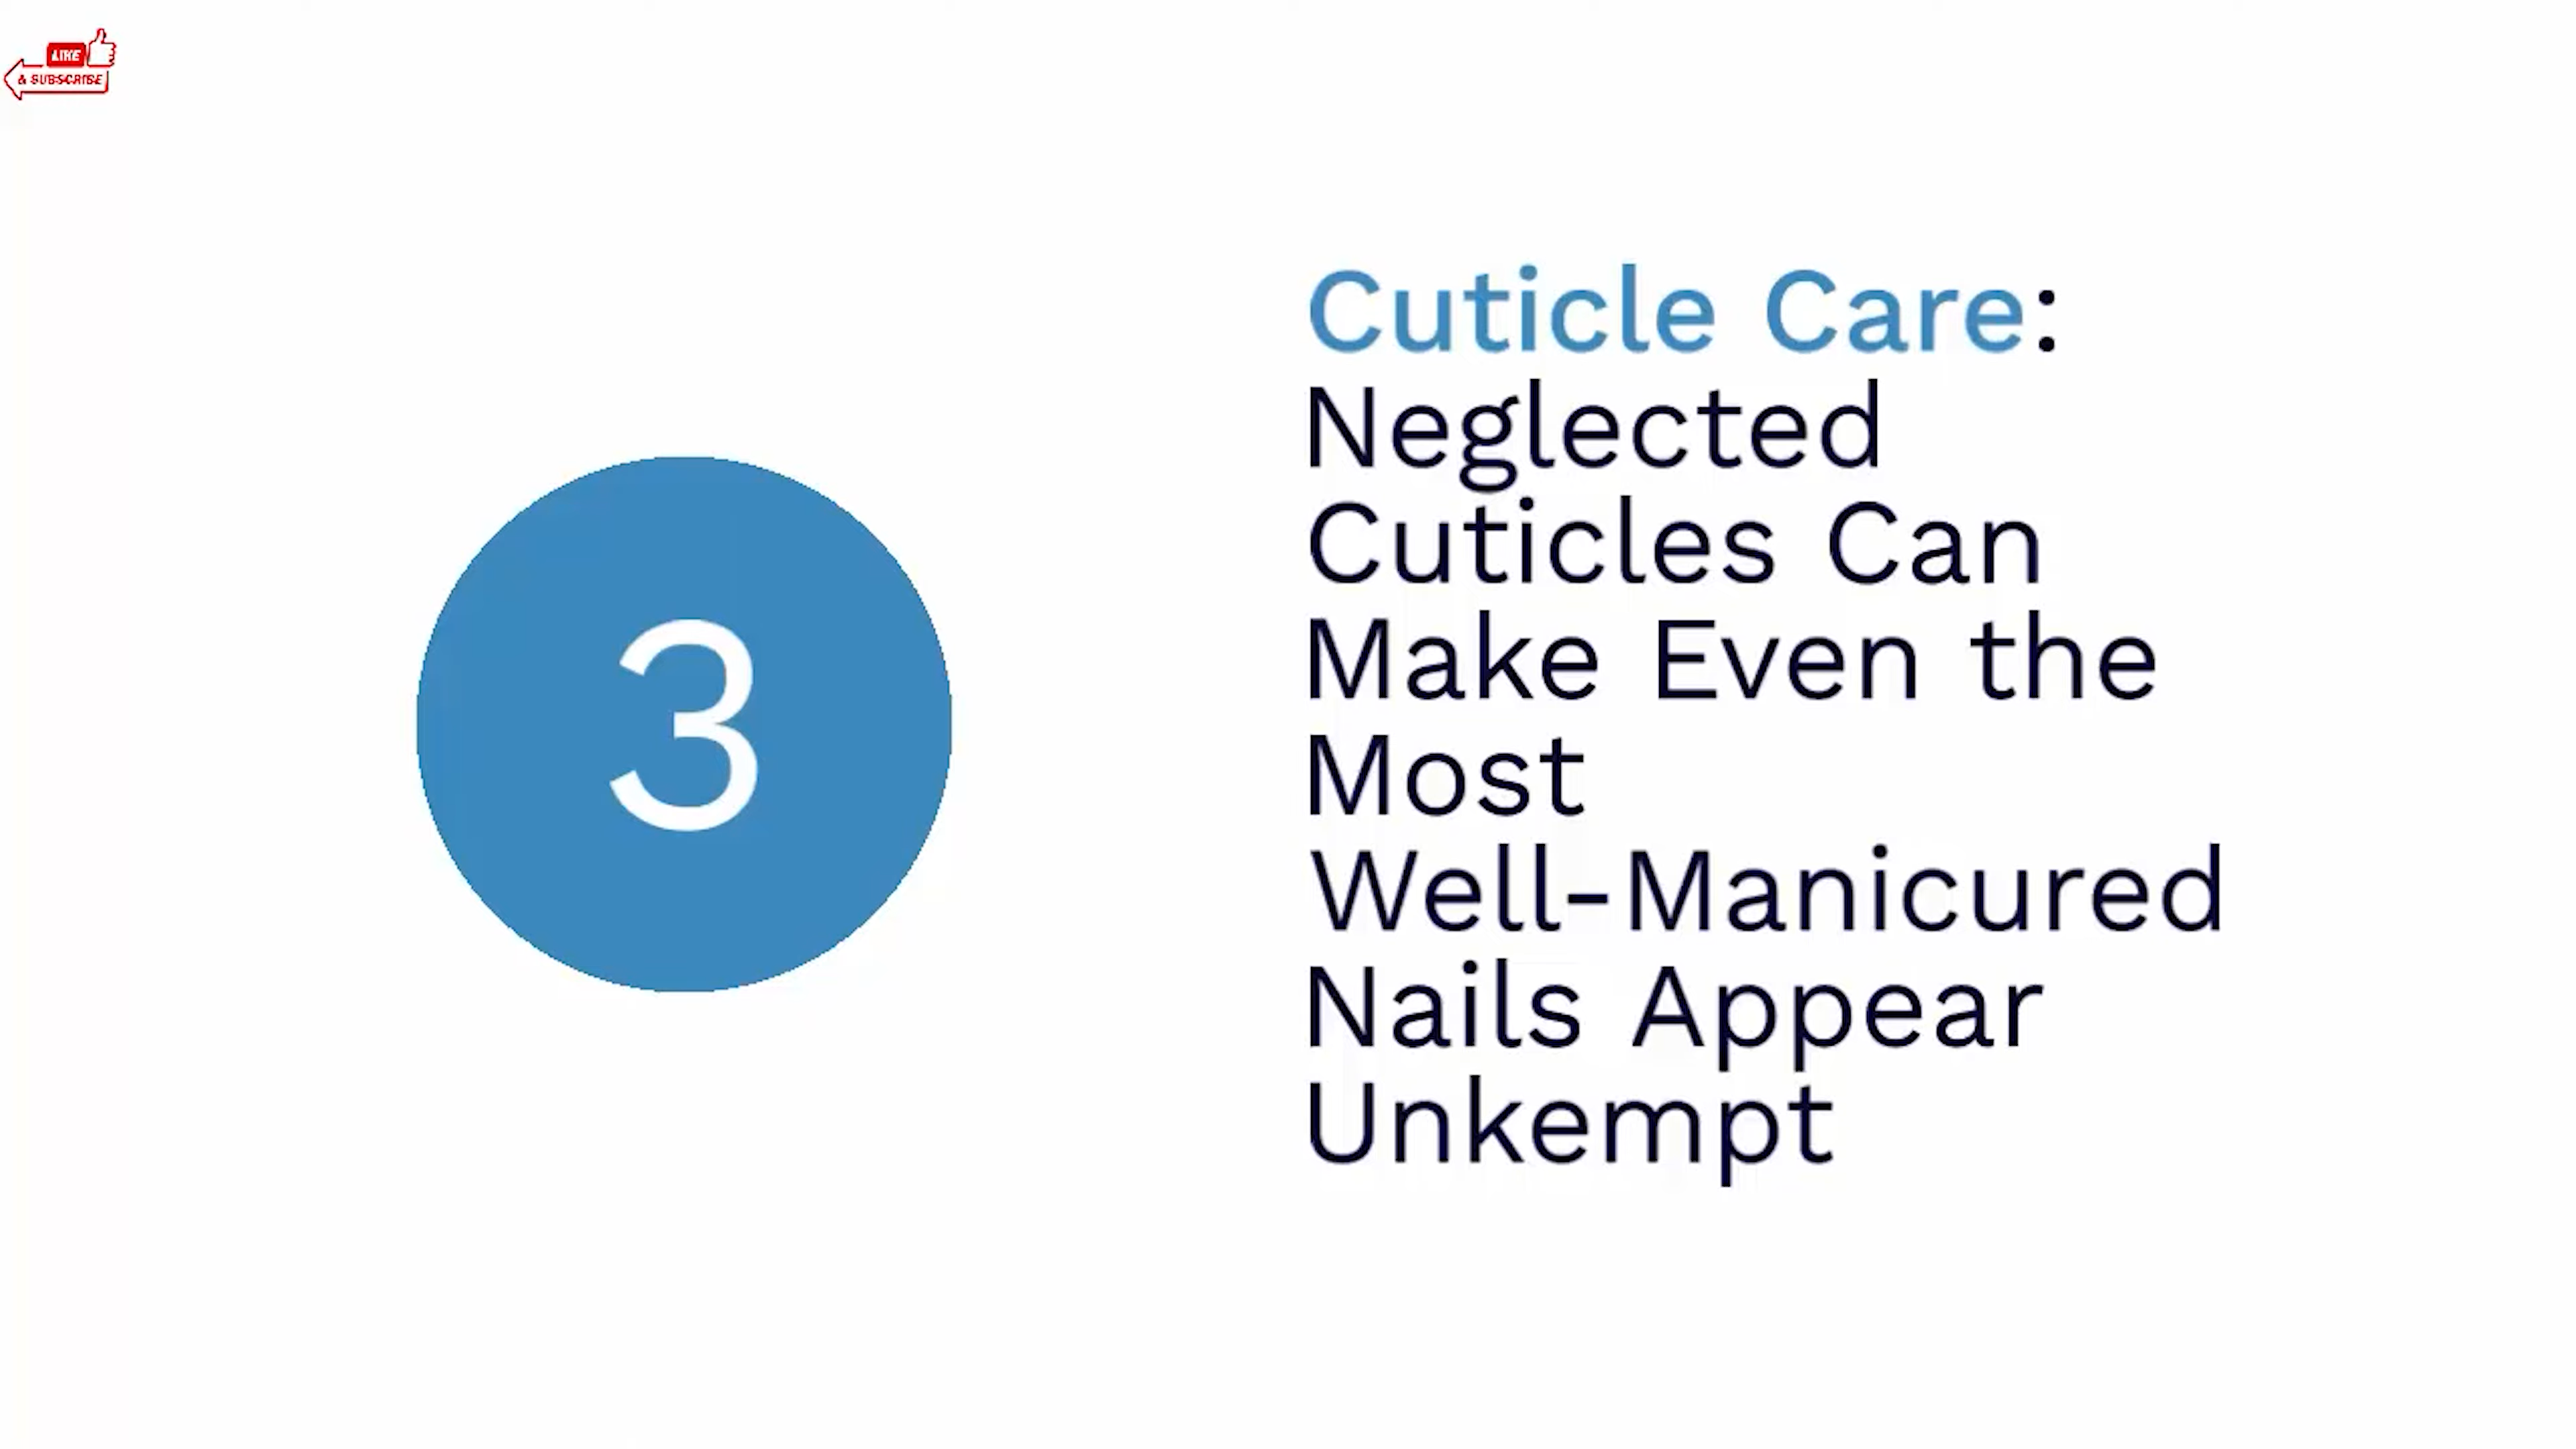 LIKE
& SUBSCRIBE
3
Cuticle Care:
Neglected
Cuticles Can
Make Even the
Most
Well-Manicured
Nails Appear
Unkempt